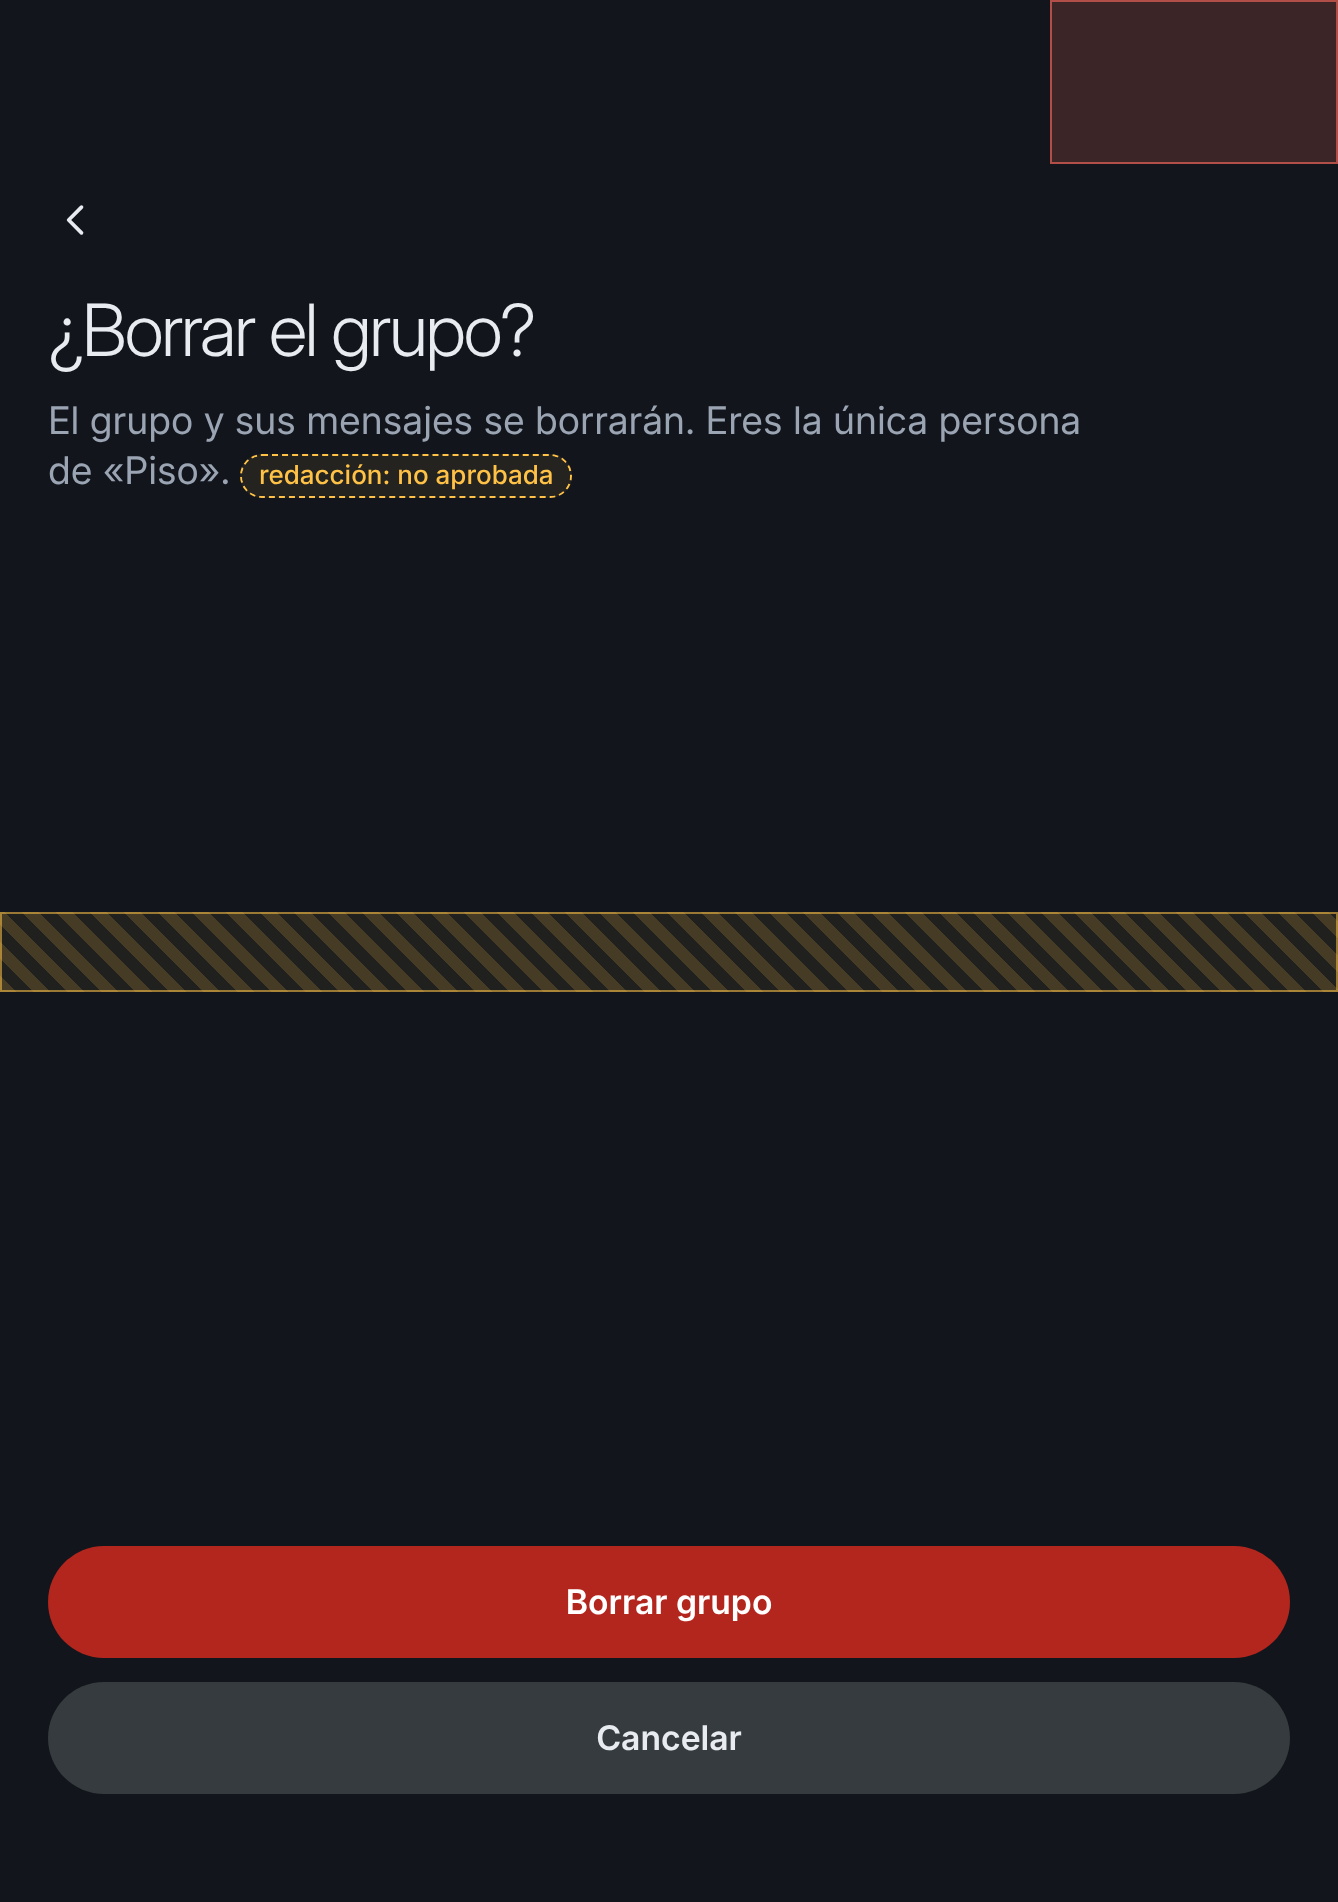 ¿Borrar el grupo?
El grupo y sus mensajes se borrarán. Eres la única persona
de «Piso». redacción: no aprobada
Borrar grupo
Cancelar